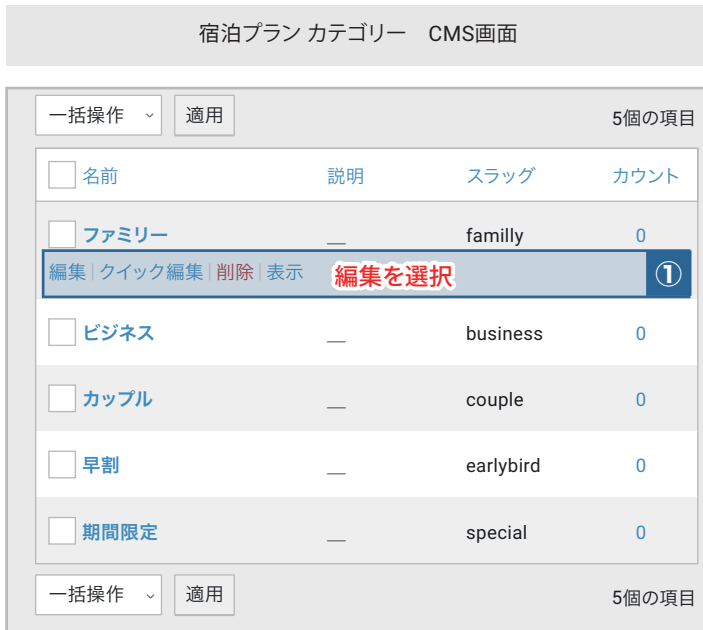 宿泊プラン カテゴリー　CMS画面
一括操作 適用 5個の項目
名前 説明 スラッグ カウント
ファミリー — familly 0
編集 | クイック編集 | 削除 | 表示 編集を選択 ①
ビジネス — business 0
カップル — couple 0
早割 — earlybird 0
期間限定 — special 0
一括操作 適用 5個の項目